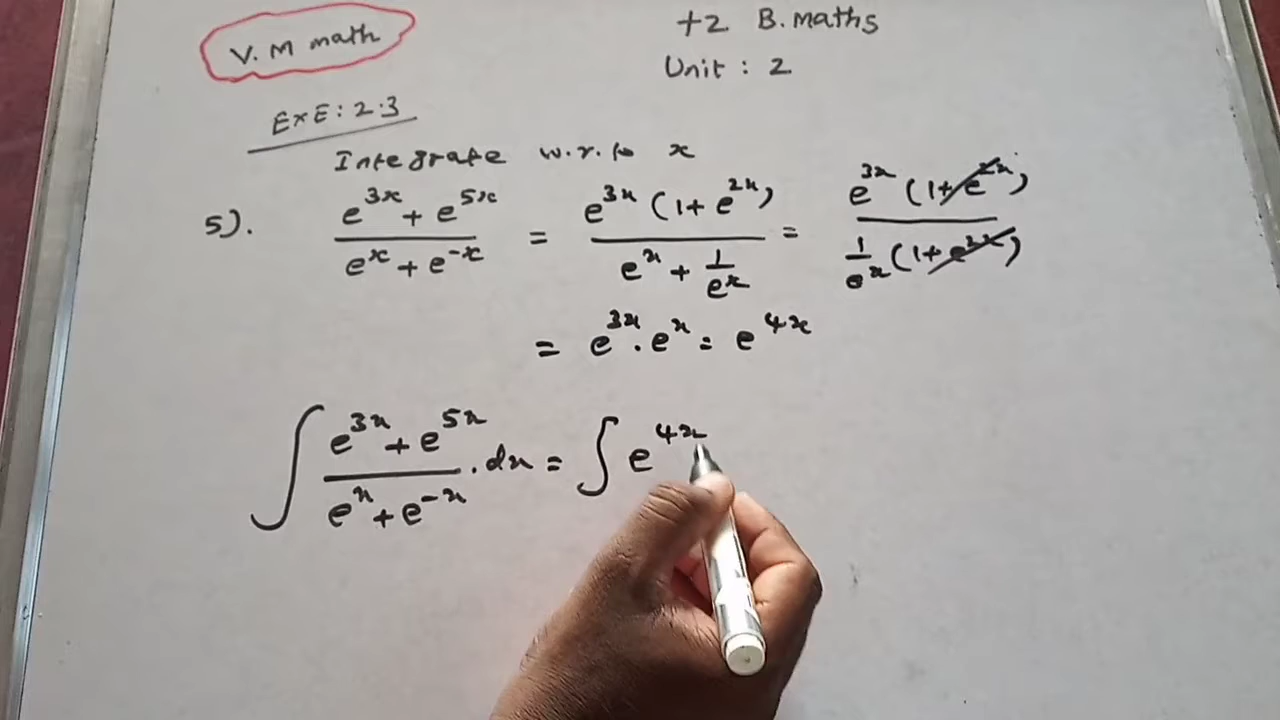 V. M math
+2 B. maths
Unit : 2
EXE: 2.3
Integrate w.r.to x
5). (e^{3x} + e^{5x}) / (e^x + e^{-x}) = e^{3x} (1 + e^{2x}) / (e^x + 1/e^x) = e^{3x} (1 + e^{2x}) / (1/e^x (1 + e^{2x}))
= e^{3x} . e^x = e^{4x}
∫ (e^{3x} + e^{5x}) / (e^x + e^{-x}) . dx = ∫ e^{4x}